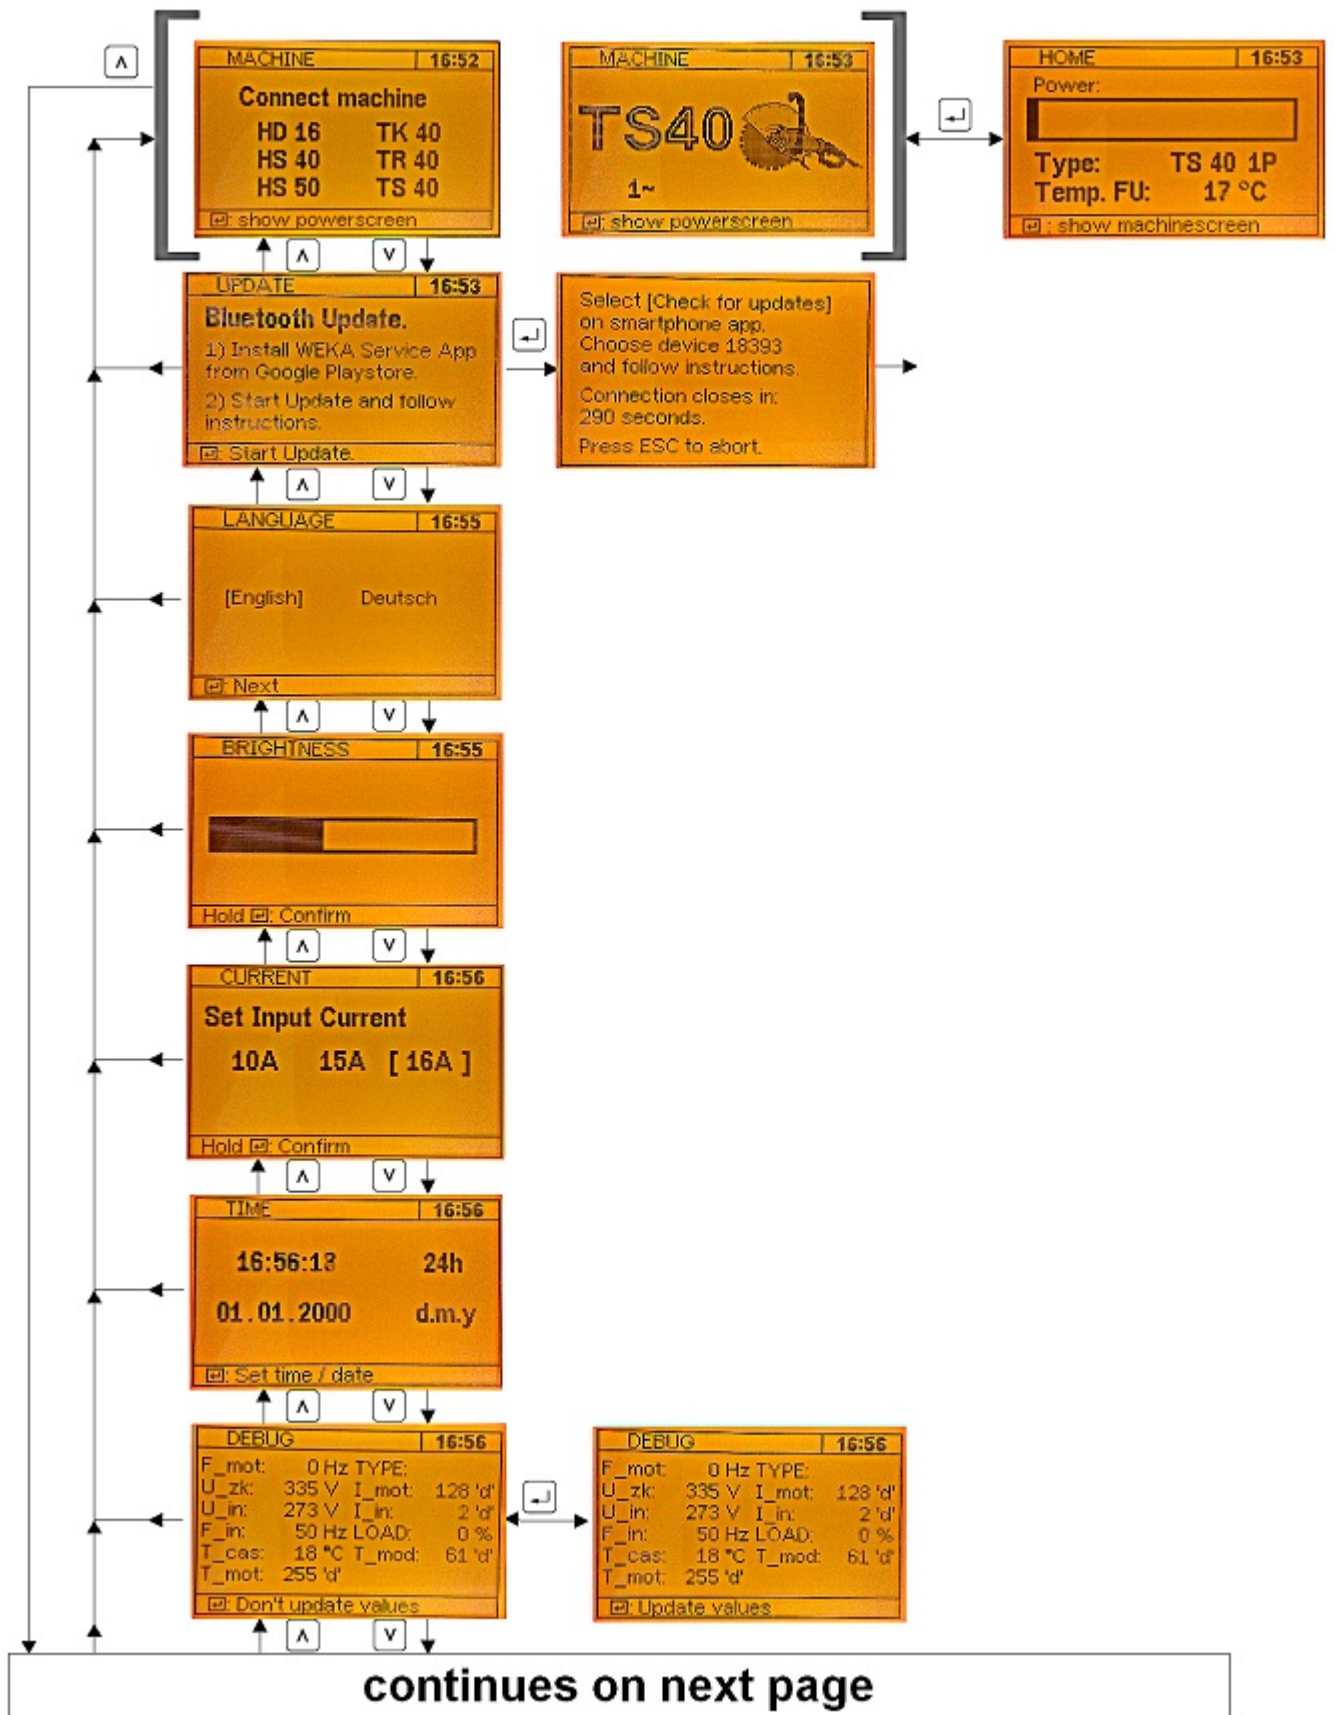 MACHINE 16:52
Connect machine
HD 16 TK 40
HS 40 TR 40
HS 50 TS 40
: show powerscreen
MACHINE 16:53
TS40
1~
: show powerscreen
HOME 16:53
Power:
Type: TS 40 1P
Temp. FU: 17 °C
: show machinescreen
UPDATE 16:53
Bluetooth Update.
1) Install WEKA Service App
from Google Playstore.
2) Start Update and follow
instructions.
: Start Update.
Select [Check for updates]
on smartphone app.
Choose device 18393
and follow instructions.
Connection closes in:
290 seconds.
Press ESC to abort.
LANGUAGE 16:55
[English] Deutsch
: Next
BRIGHTNESS 16:55
Hold : Confirm
CURRENT 16:56
Set Input Current
10A 15A [ 16A ]
Hold : Confirm
TIME 16:56
16:56:13 24h
01.01.2000 d.m.y
: Set time / date
DEBUG 16:56
F_mot: 0 Hz TYPE:
U_zk: 335 V I_mot: 128 'd'
U_in: 273 V I_in: 2 'd'
F_in: 50 Hz LOAD: 0 %
T_cas: 18 °C T_mod: 61 'd'
T_mot: 255 'd'
: Don't update values
DEBUG 16:56
F_mot: 0 Hz TYPE:
U_zk: 335 V I_mot: 128 'd'
U_in: 273 V I_in: 2 'd'
F_in: 50 Hz LOAD: 0 %
T_cas: 18 °C T_mod: 61 'd'
T_mot: 255 'd'
: Update values
continues on next page